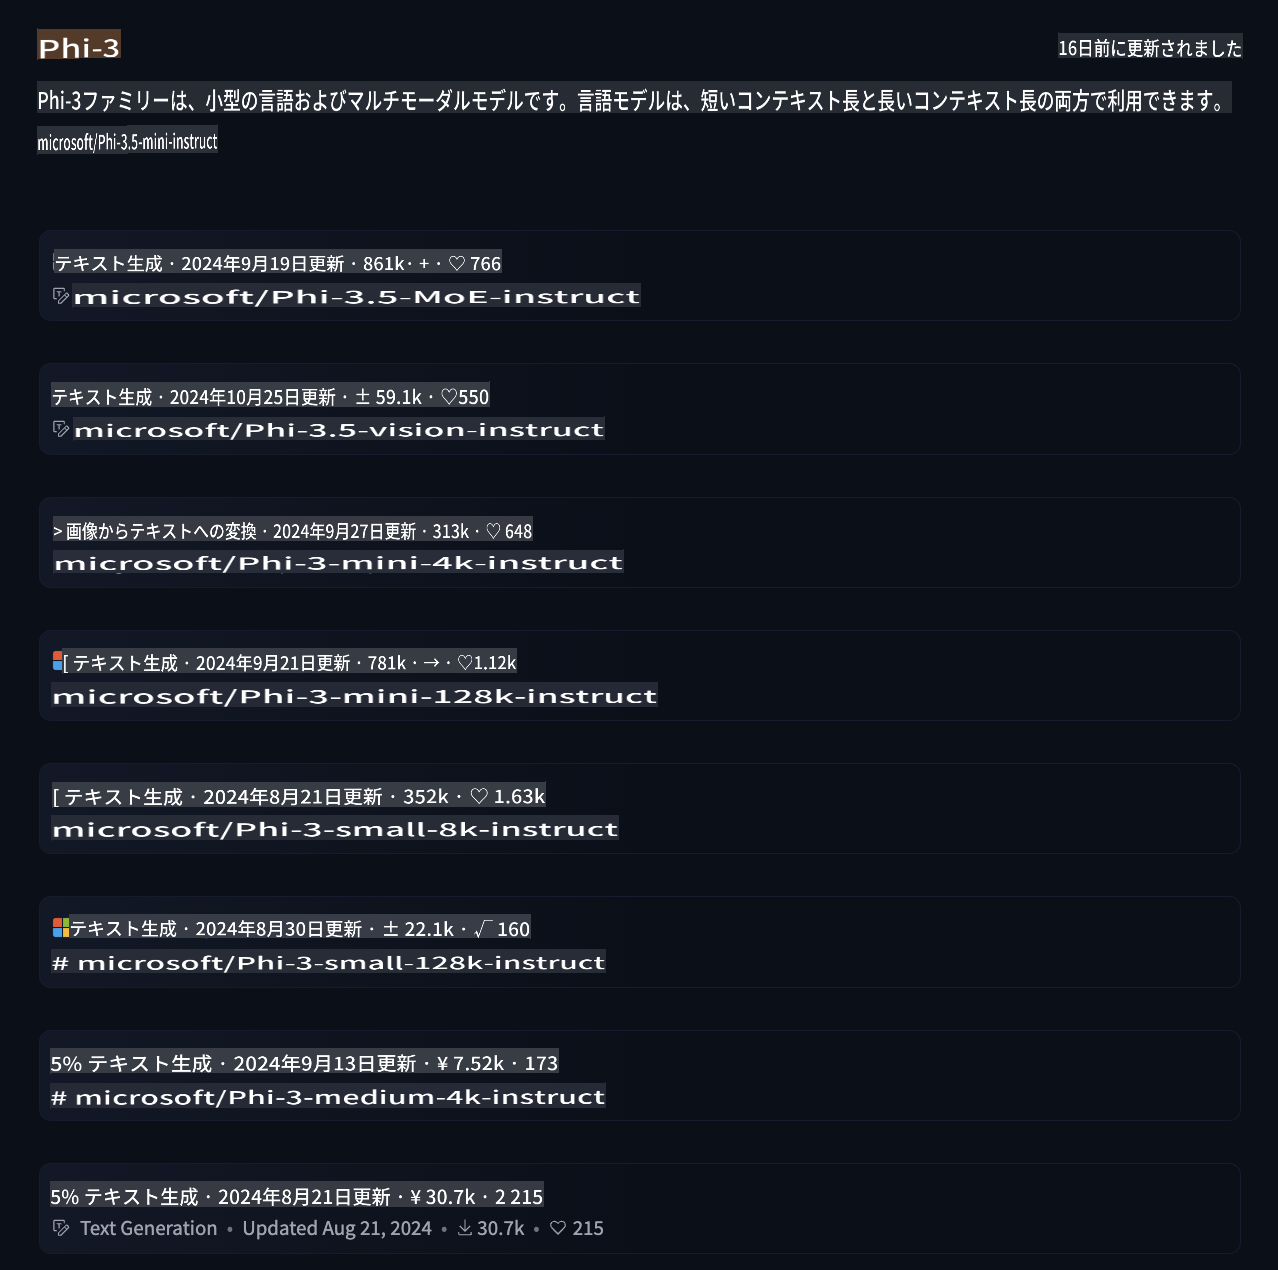 Phi-3
16日前に更新されました
Phi-3ファミリーは、小型の言語およびマルチモーダルモデルです。言語モデルは、短いコンテキスト長と長いコンテキスト長の両方で利用できます。
microsoft/Phi-3.5-mini-instruct
テキスト生成 · 2024年9月19日更新 · 861k· + · ♡ 766
microsoft/Phi-3.5-MoE-instruct
テキスト生成 · 2024年10月25日更新 · ± 59.1k · ♡550
microsoft/Phi-3.5-vision-instruct
> 画像からテキストへの変換 · 2024年9月27日更新 · 313k · ♡ 648
microsoft/Phi-3-mini-4k-instruct
[ テキスト生成 · 2024年9月21日更新 · 781k · → · ♡1.12k
microsoft/Phi-3-mini-128k-instruct
[ テキスト生成 · 2024年8月21日更新 · 352k · ♡ 1.63k
microsoft/Phi-3-small-8k-instruct
テキスト生成 · 2024年8月30日更新 · ± 22.1k · √ 160
# microsoft/Phi-3-small-128k-instruct
5% テキスト生成 · 2024年9月13日更新 · ¥ 7.52k · 173
# microsoft/Phi-3-medium-4k-instruct
5% テキスト生成 · 2024年8月21日更新 · ¥ 30.7k · 2 215
Text Generation • Updated Aug 21, 2024 • 30.7k • ♡ 215